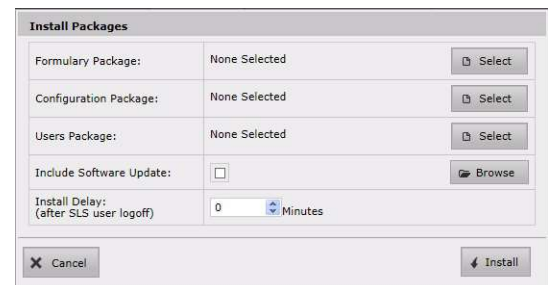 Install Packages
Formulary Package: None Selected Select
Configuration Package: None Selected Select
Users Package: None Selected Select
Include Software Update: Browse
Install Delay:
(after SLS user logoff) 0 Minutes
Cancel Install